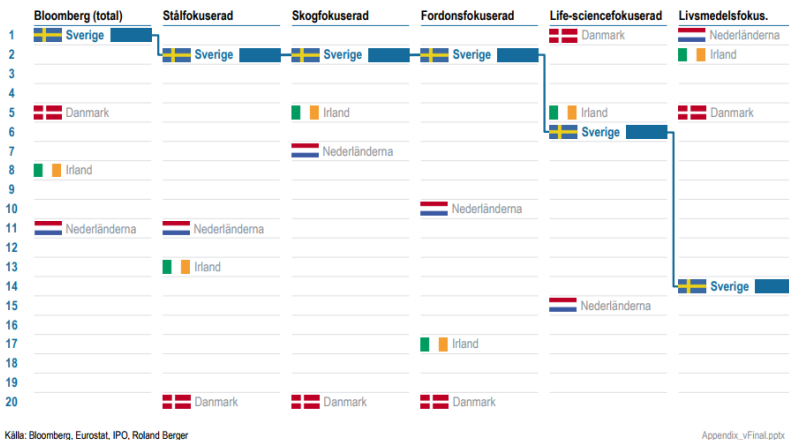 Bloomberg (total) Stålfokuserad Skogfokuserad Fordonsfokuserad Life-sciencefokuserad Livsmedelsfokus.
1 Sverige Danmark Nederländerna
2 Sverige Sverige Sverige Irland
3
4
5 Danmark Irland Irland Danmark
6 Sverige
7 Nederländerna
8 Irland
9
10 Nederländerna
11 Nederländerna Nederländerna
12
13 Irland
14 Sverige
15 Nederländerna
16
17 Irland
18
19
20 Danmark Danmark Danmark
Källa: Bloomberg, Eurostat, IPO, Roland Berger Appendix_vFinal.pptx